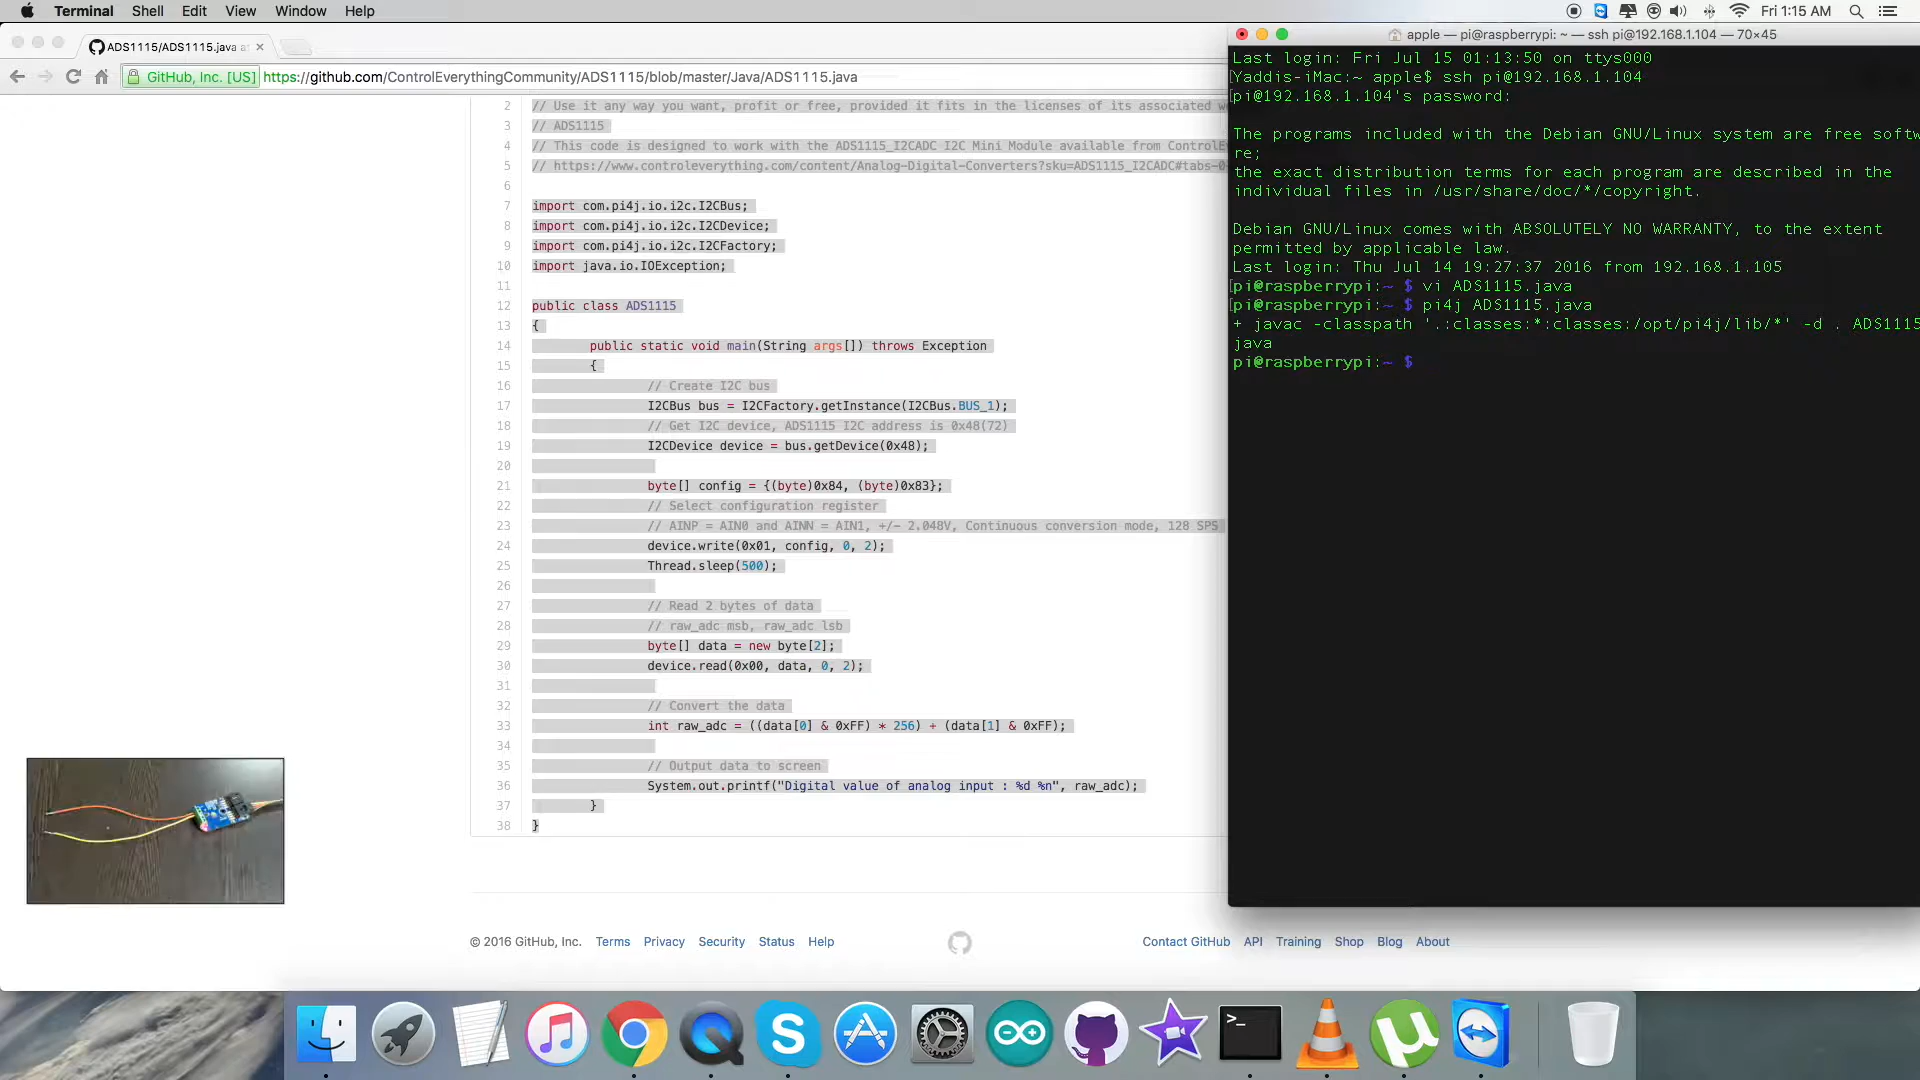 Terminal Shell Edit View Window Help Fri 1:15 AM
ADS1115/ADS1115.java at
apple — pi@raspberrypi: ~ — ssh pi@192.168.1.104 — 70×45
GitHub, Inc. [US] https://github.com/ControlEverythingCommunity/ADS1115/blob/master/Java/ADS1115.java
2 // Use it any way you want, profit or free, provided it fits in the licenses of its associated w
3 // ADS1115
4 // This code is designed to work with the ADS1115_I2CADC I2C Mini Module available from ControlEv
5 // https://www.controleverything.com/content/Analog-Digital-Converters?sku=ADS1115_I2CADC#tabs-0
6
7 import com.pi4j.io.i2c.I2CBus;
8 import com.pi4j.io.i2c.I2CDevice;
9 import com.pi4j.io.i2c.I2CFactory;
10 import java.io.IOException;
11
12 public class ADS1115
13 {
14 public static void main(String args[]) throws Exception
15 {
16 // Create I2C bus
17 I2CBus bus = I2CFactory.getInstance(I2CBus.BUS_1);
18 // Get I2C device, ADS1115 I2C address is 0x48(72)
19 I2CDevice device = bus.getDevice(0x48);
20
21 byte[] config = {(byte)0x84, (byte)0x83};
22 // Select configuration register
23 // AINP = AIN0 and AINN = AIN1, +/- 2.048V, Continuous conversion mode, 128 SPS
24 device.write(0x01, config, 0, 2);
25 Thread.sleep(500);
26
27 // Read 2 bytes of data
28 // raw_adc msb, raw_adc lsb
29 byte[] data = new byte[2];
30 device.read(0x00, data, 0, 2);
31
32 // Convert the data
33 int raw_adc = ((data[0] & 0xFF) * 256) + (data[1] & 0xFF);
34
35 // Output data to screen
36 System.out.printf("Digital value of analog input : %d %n", raw_adc);
37 }
38 }
© 2016 GitHub, Inc. Terms Privacy Security Status Help Contact GitHub API Training Shop Blog About
Last login: Fri Jul 15 01:13:50 on ttys000
[Yaddis-iMac:~ apple$ ssh pi@192.168.1.104
[pi@192.168.1.104's password:
The programs included with the Debian GNU/Linux system are free softw
re;
the exact distribution terms for each program are described in the
individual files in /usr/share/doc/*/copyright.
Debian GNU/Linux comes with ABSOLUTELY NO WARRANTY, to the extent
permitted by applicable law.
Last login: Thu Jul 14 19:27:37 2016 from 192.168.1.105
[pi@raspberrypi:~ $ vi ADS1115.java
[pi@raspberrypi:~ $ pi4j ADS1115.java
+ javac -classpath '.:classes:*:classes:/opt/pi4j/lib/*' -d . ADS1115
java
pi@raspberrypi:~ $